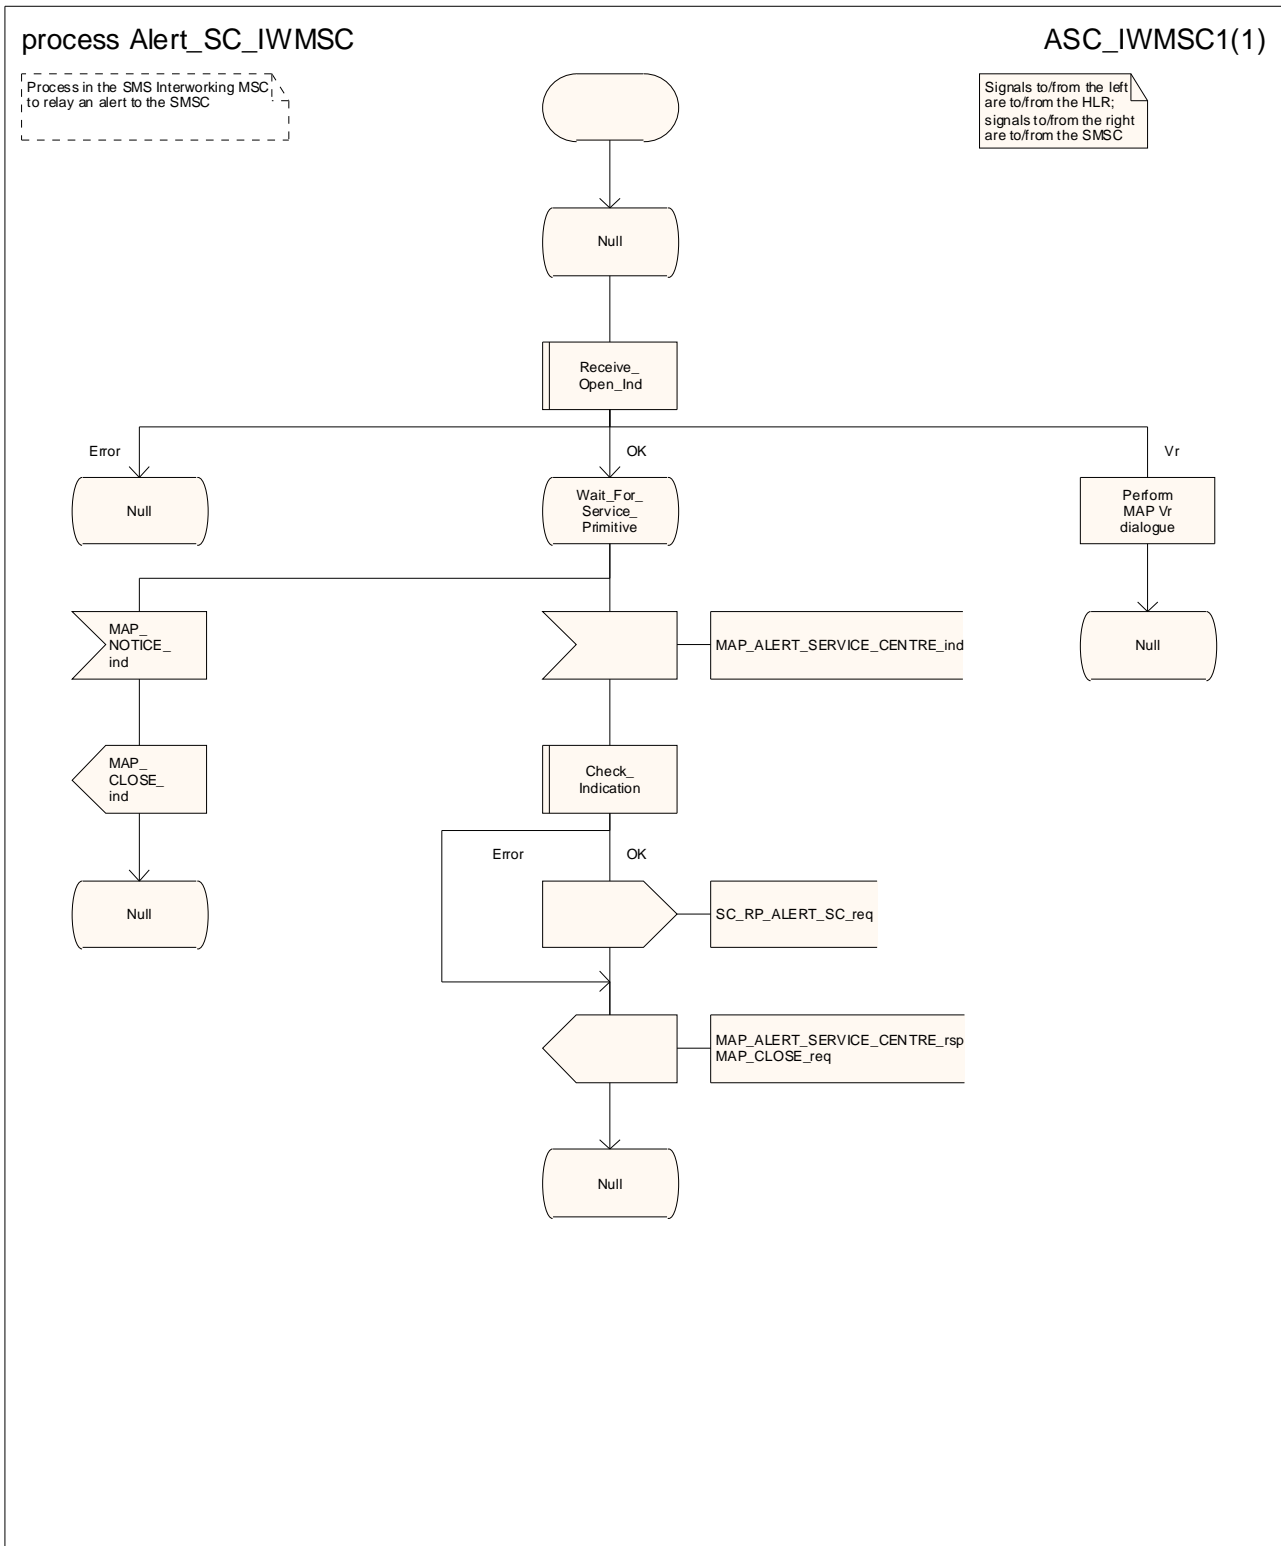 process Alert_SC_IWMSC
ASC_IWMSC1(1)
Process in the SMS Interworking MSC
to relay an alert to the SMSC
Signals to/from the left
are to/from the HLR;
signals to/from the right
are to/from the SMSC
Null
Receive_
Open_Ind
Error
OK
Vr
Null
Wait_For_
Service_
Primitive
Perform
MAP Vr
dialogue
MAP_
NOTICE_
ind
MAP_ALERT_SERVICE_CENTRE_ind
Null
MAP_
CLOSE_
ind
Check_
Indication
Error
OK
Null
SC_RP_ALERT_SC_req
MAP_ALERT_SERVICE_CENTRE_rsp
MAP_CLOSE_req
Null